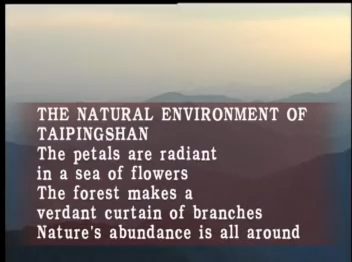 THE NATURAL ENVIRONMENT OF
TAIPINGSHAN
The petals are radiant
in a sea of flowers
The forest makes a
verdant curtain of branches
Nature's abundance is all around